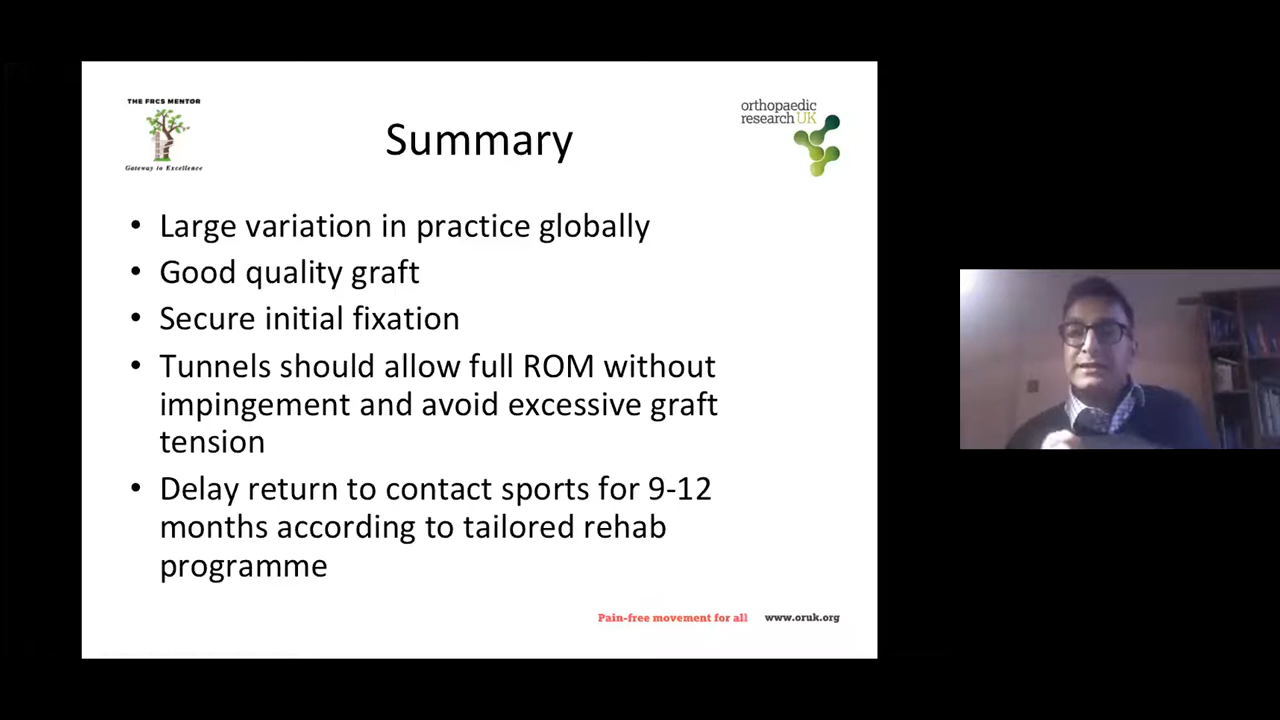 THE FRCS MENTOR
Gateway to Excellence
orthopaedic
research UK
Summary
• Large variation in practice globally
• Good quality graft
• Secure initial fixation
• Tunnels should allow full ROM without
impingement and avoid excessive graft
tension
• Delay return to contact sports for 9-12
months according to tailored rehab
programme
Pain-free movement for all www.oruk.org